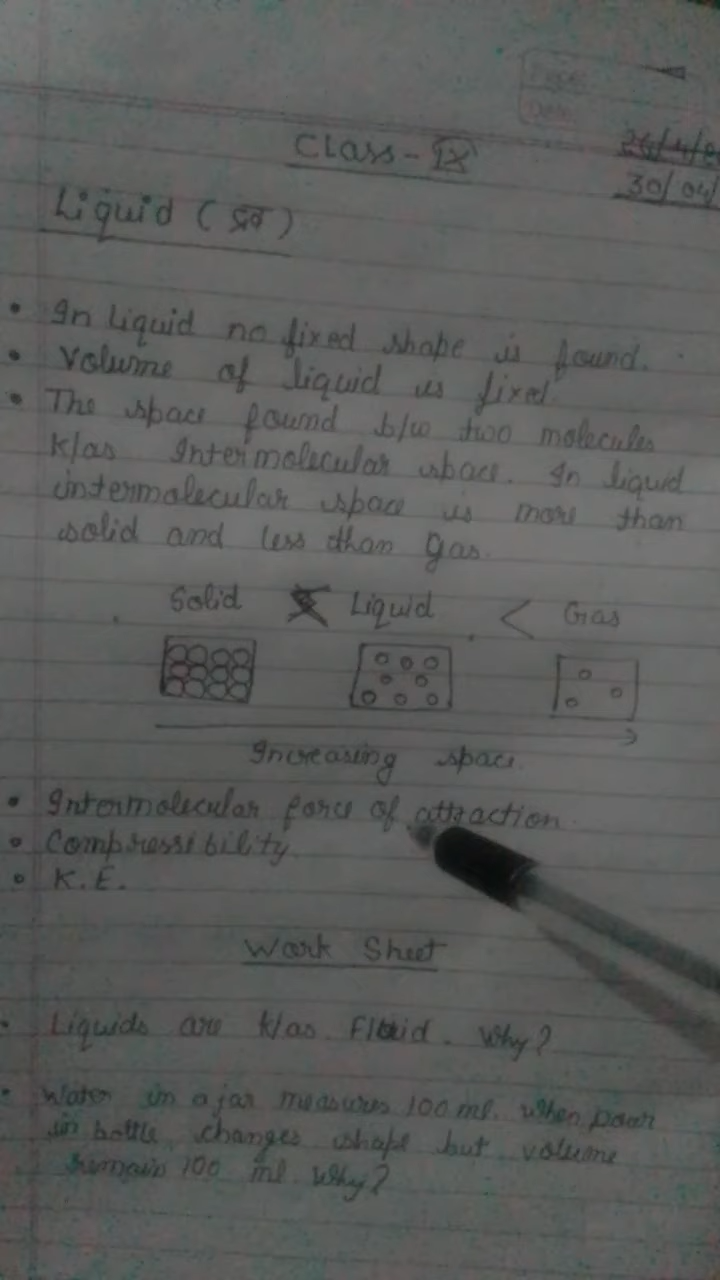 Page:
Date:
Class - IX
24/4/
30/04/
Liquid (द्रव)
• In liquid no fixed shape is found.
• Volume of liquid is fixed.
• The space found b/w two molecules
k/as Intermolecular space. In liquid
intermolecular space is more than
solid and less than gas.
Solid < Liquid < Gas
Increasing space
• Intermolecular force of attraction.
• Compressibility.
• K.E.
Work Sheet
• Liquids are k/as Fluid. Why?
• Water in a jar measures 100 ml. when pour
in bottle changes shape but volume
remain 100 ml Why?